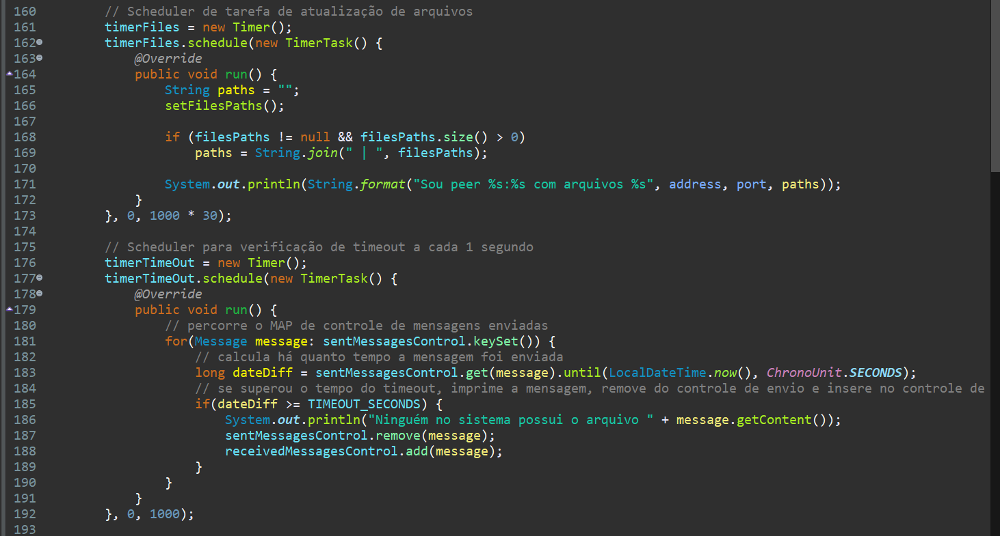 160 // Scheduler de tarefa de atualização de arquivos
161 timerFiles = new Timer();
162 timerFiles.schedule(new TimerTask() {
163 @Override
164 public void run() {
165 String paths = "";
166 setFilesPaths();
167
168 if (filesPaths != null && filesPaths.size() > 0)
169 paths = String.join(" | ", filesPaths);
170
171 System.out.println(String.format("Sou peer %s:%s com arquivos %s", address, port, paths));
172 }
173 }, 0, 1000 * 30);
174
175 // Scheduler para verificação de timeout a cada 1 segundo
176 timerTimeOut = new Timer();
177 timerTimeOut.schedule(new TimerTask() {
178 @Override
179 public void run() {
180 // percorre o MAP de controle de mensagens enviadas
181 for(Message message: sentMessagesControl.keySet()) {
182 // calcula há quanto tempo a mensagem foi enviada
183 long dateDiff = sentMessagesControl.get(message).until(LocalDateTime.now(), ChronoUnit.SECONDS);
184 // se superou o tempo do timeout, imprime a mensagem, remove do controle de envio e insere no controle de
185 if(dateDiff >= TIMEOUT_SECONDS) {
186 System.out.println("Ninguém no sistema possui o arquivo " + message.getContent());
187 sentMessagesControl.remove(message);
188 receivedMessagesControl.add(message);
189 }
190 }
191 }
192 }, 0, 1000);
193